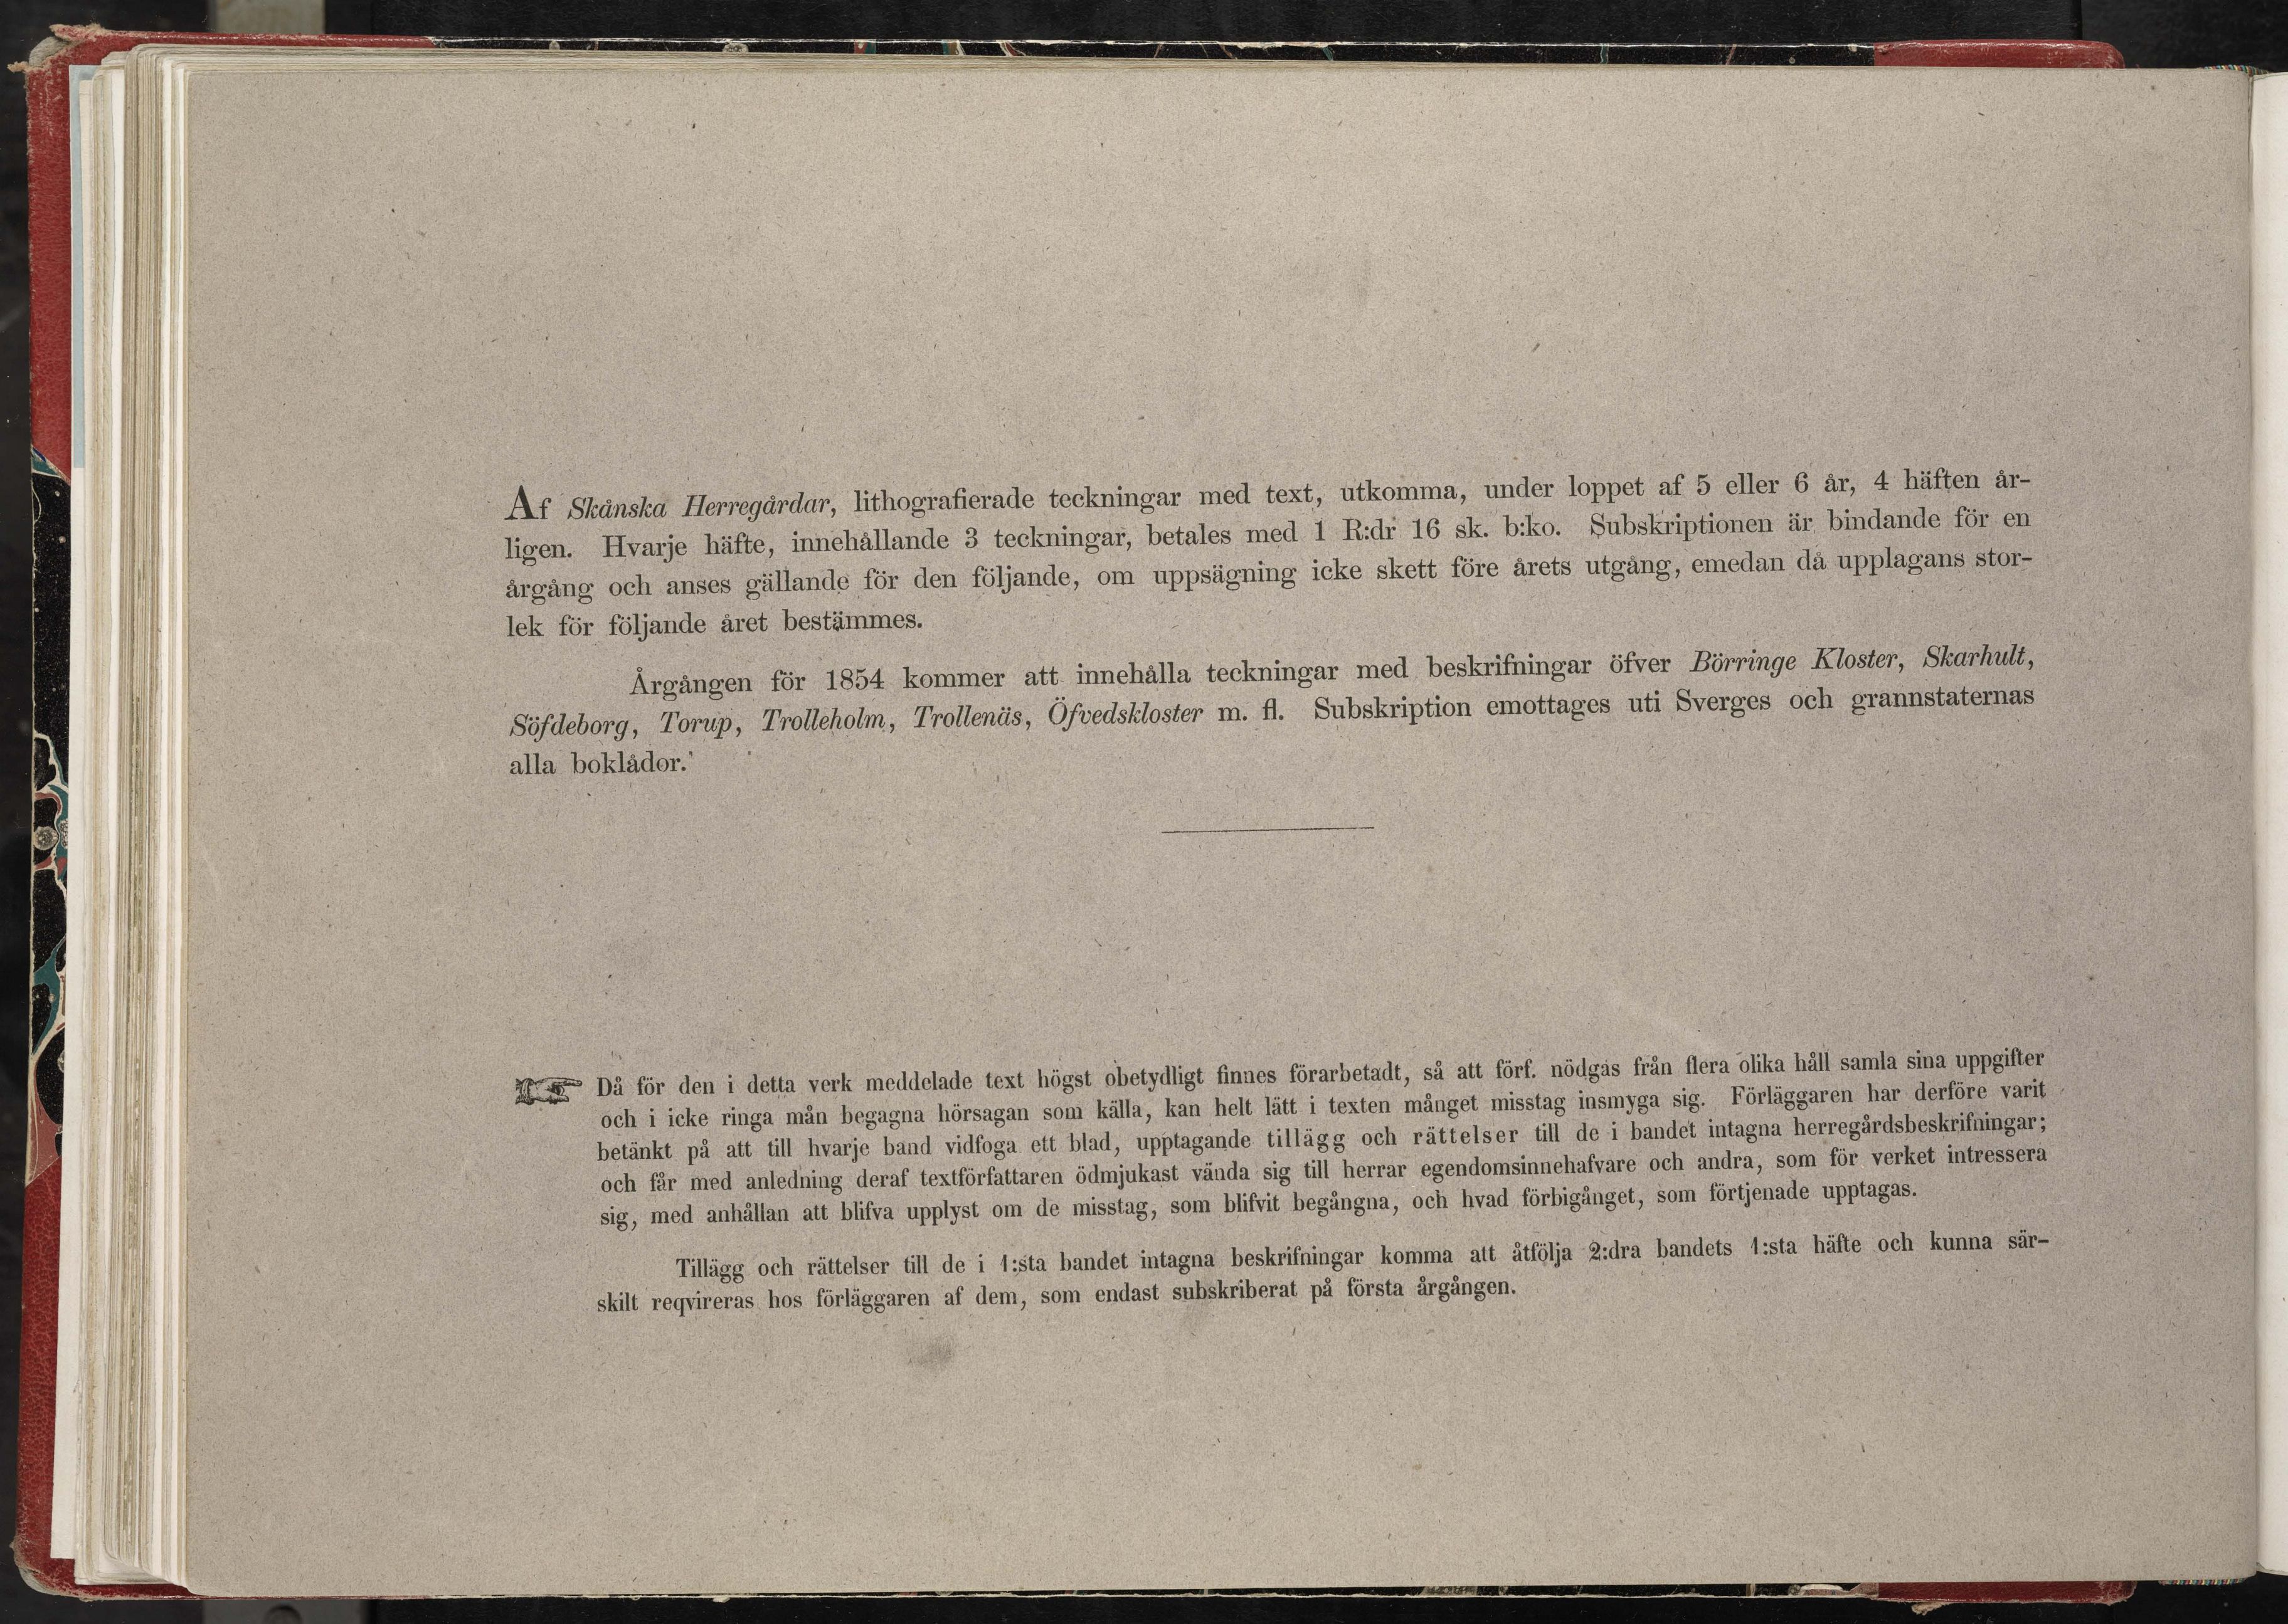 Af Skånska Herregårdar, lithografierade teckningar med text, utkomma, under loppet af 5 eller 6 år, 4 häften år-
ligen. Hvarje häfte, innehållande 3 teckningar, betales med 1 R:dr 16 sk. b:ko. Subskriptionen är bindande för en
årgång och anses gällande för den följande, om uppsägning icke skett före årets utgång, emedan då upplagans stor-
lek för följande året bestämmes.
Årgången för 1854 kommer att innehålla teckningar med beskrifningar öfver Börringe Kloster, Skarhult,
Söfdeborg, Torup, Trolleholm, Trollenäs, Öfvedskloster m. fl. Subskription emottages uti Sverges och grannstaternas
alla boklådor.
☞ Då för den i detta verk meddelade text högst obetydligt finnes förarbetadt, så att förf. nödgas från flera olika håll samla sina uppgifter
och i icke ringa mån begagna hörsagan som källa, kan helt lätt i texten månget misstag insmyga sig. Förläggaren har derföre varit
betänkt på att till hvarje band vidfoga ett blad, upptagande tillägg och rättelser till de i bandet intagna herregårdsbeskrifningar;
och får med anledning deraf textförfattaren ödmjukast vända sig till herrar egendomsinnehafvare och andra, som för verket intressera
sig, med anhållan att blifva upplyst om de misstag, som blifvit begångna, och hvad förbigånget, som förtjenade upptagas.
Tillägg och rättelser till de i 1:sta bandet intagna beskrifningar komma att åtfölja 2:dra bandets 1:sta häfte och kunna sär-
skilt reqvireras hos förläggaren af dem, som endast subskriberat på första årgången.